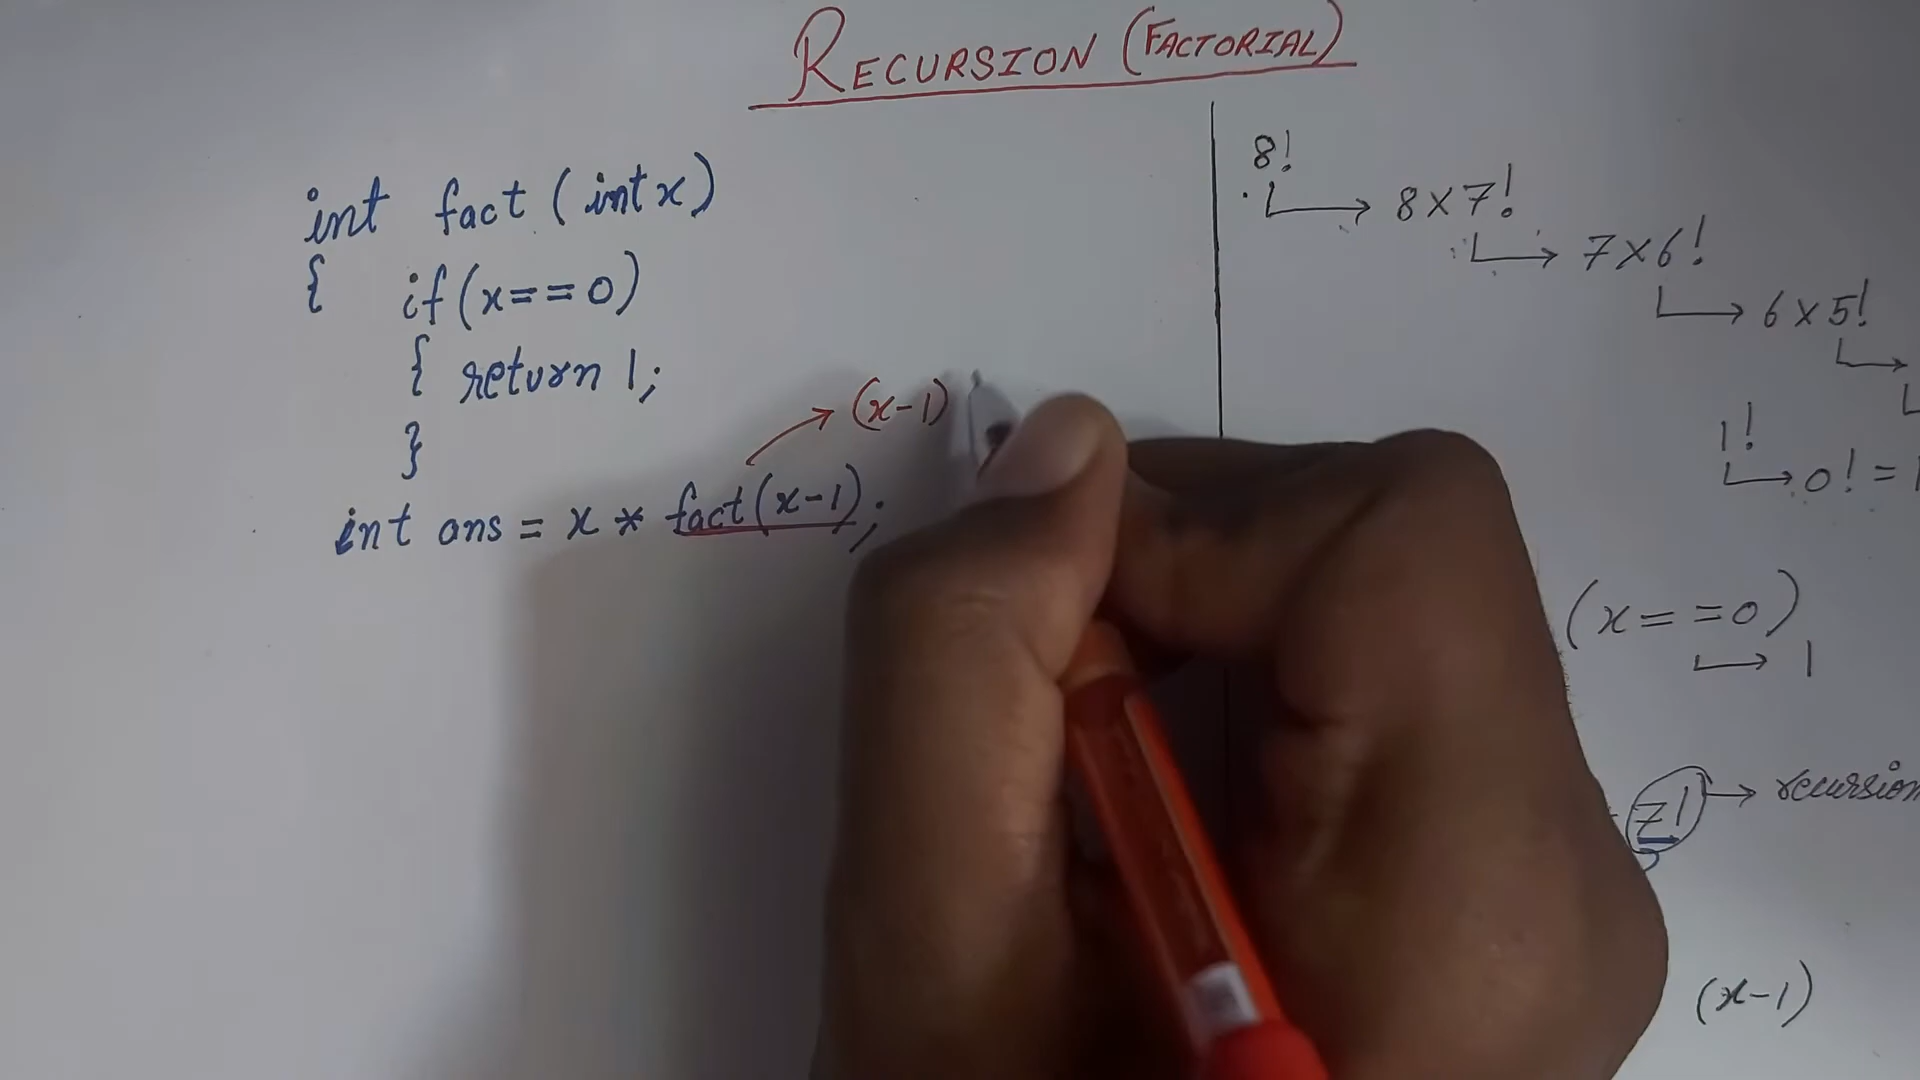 RECURSION (FACTORIAL)
int fact (int x)
{ if (x==0)
{ return 1;
}
(x-1)
int ans = x * fact(x-1);
8!
8 X 7!
7 X 6!
6 X 5!
1!
0! =
(x==0)
1
recursion
(x-1)